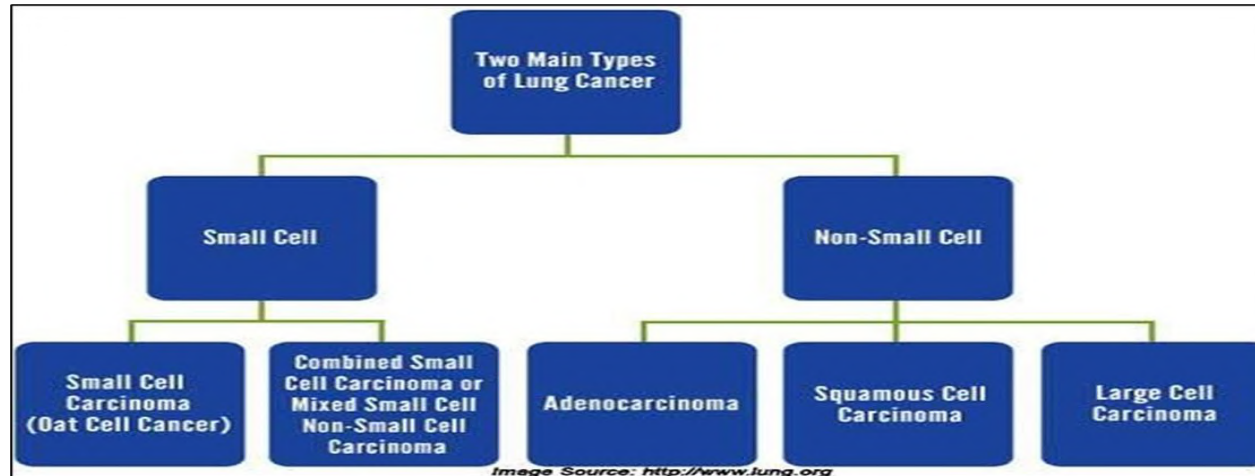 Two Main Types
of Lung Cancer
Small Cell
Non-Small Cell
Small Cell
Carcinoma
(Oat Cell Cancer)
Combined Small
Cell Carcinoma or
Mixed Small Cell
Non-Small Cell
Carcinoma
Adenocarcinoma
Squamous Cell
Carcinoma
Large Cell
Carcinoma
Image Source: http://www.lung.org